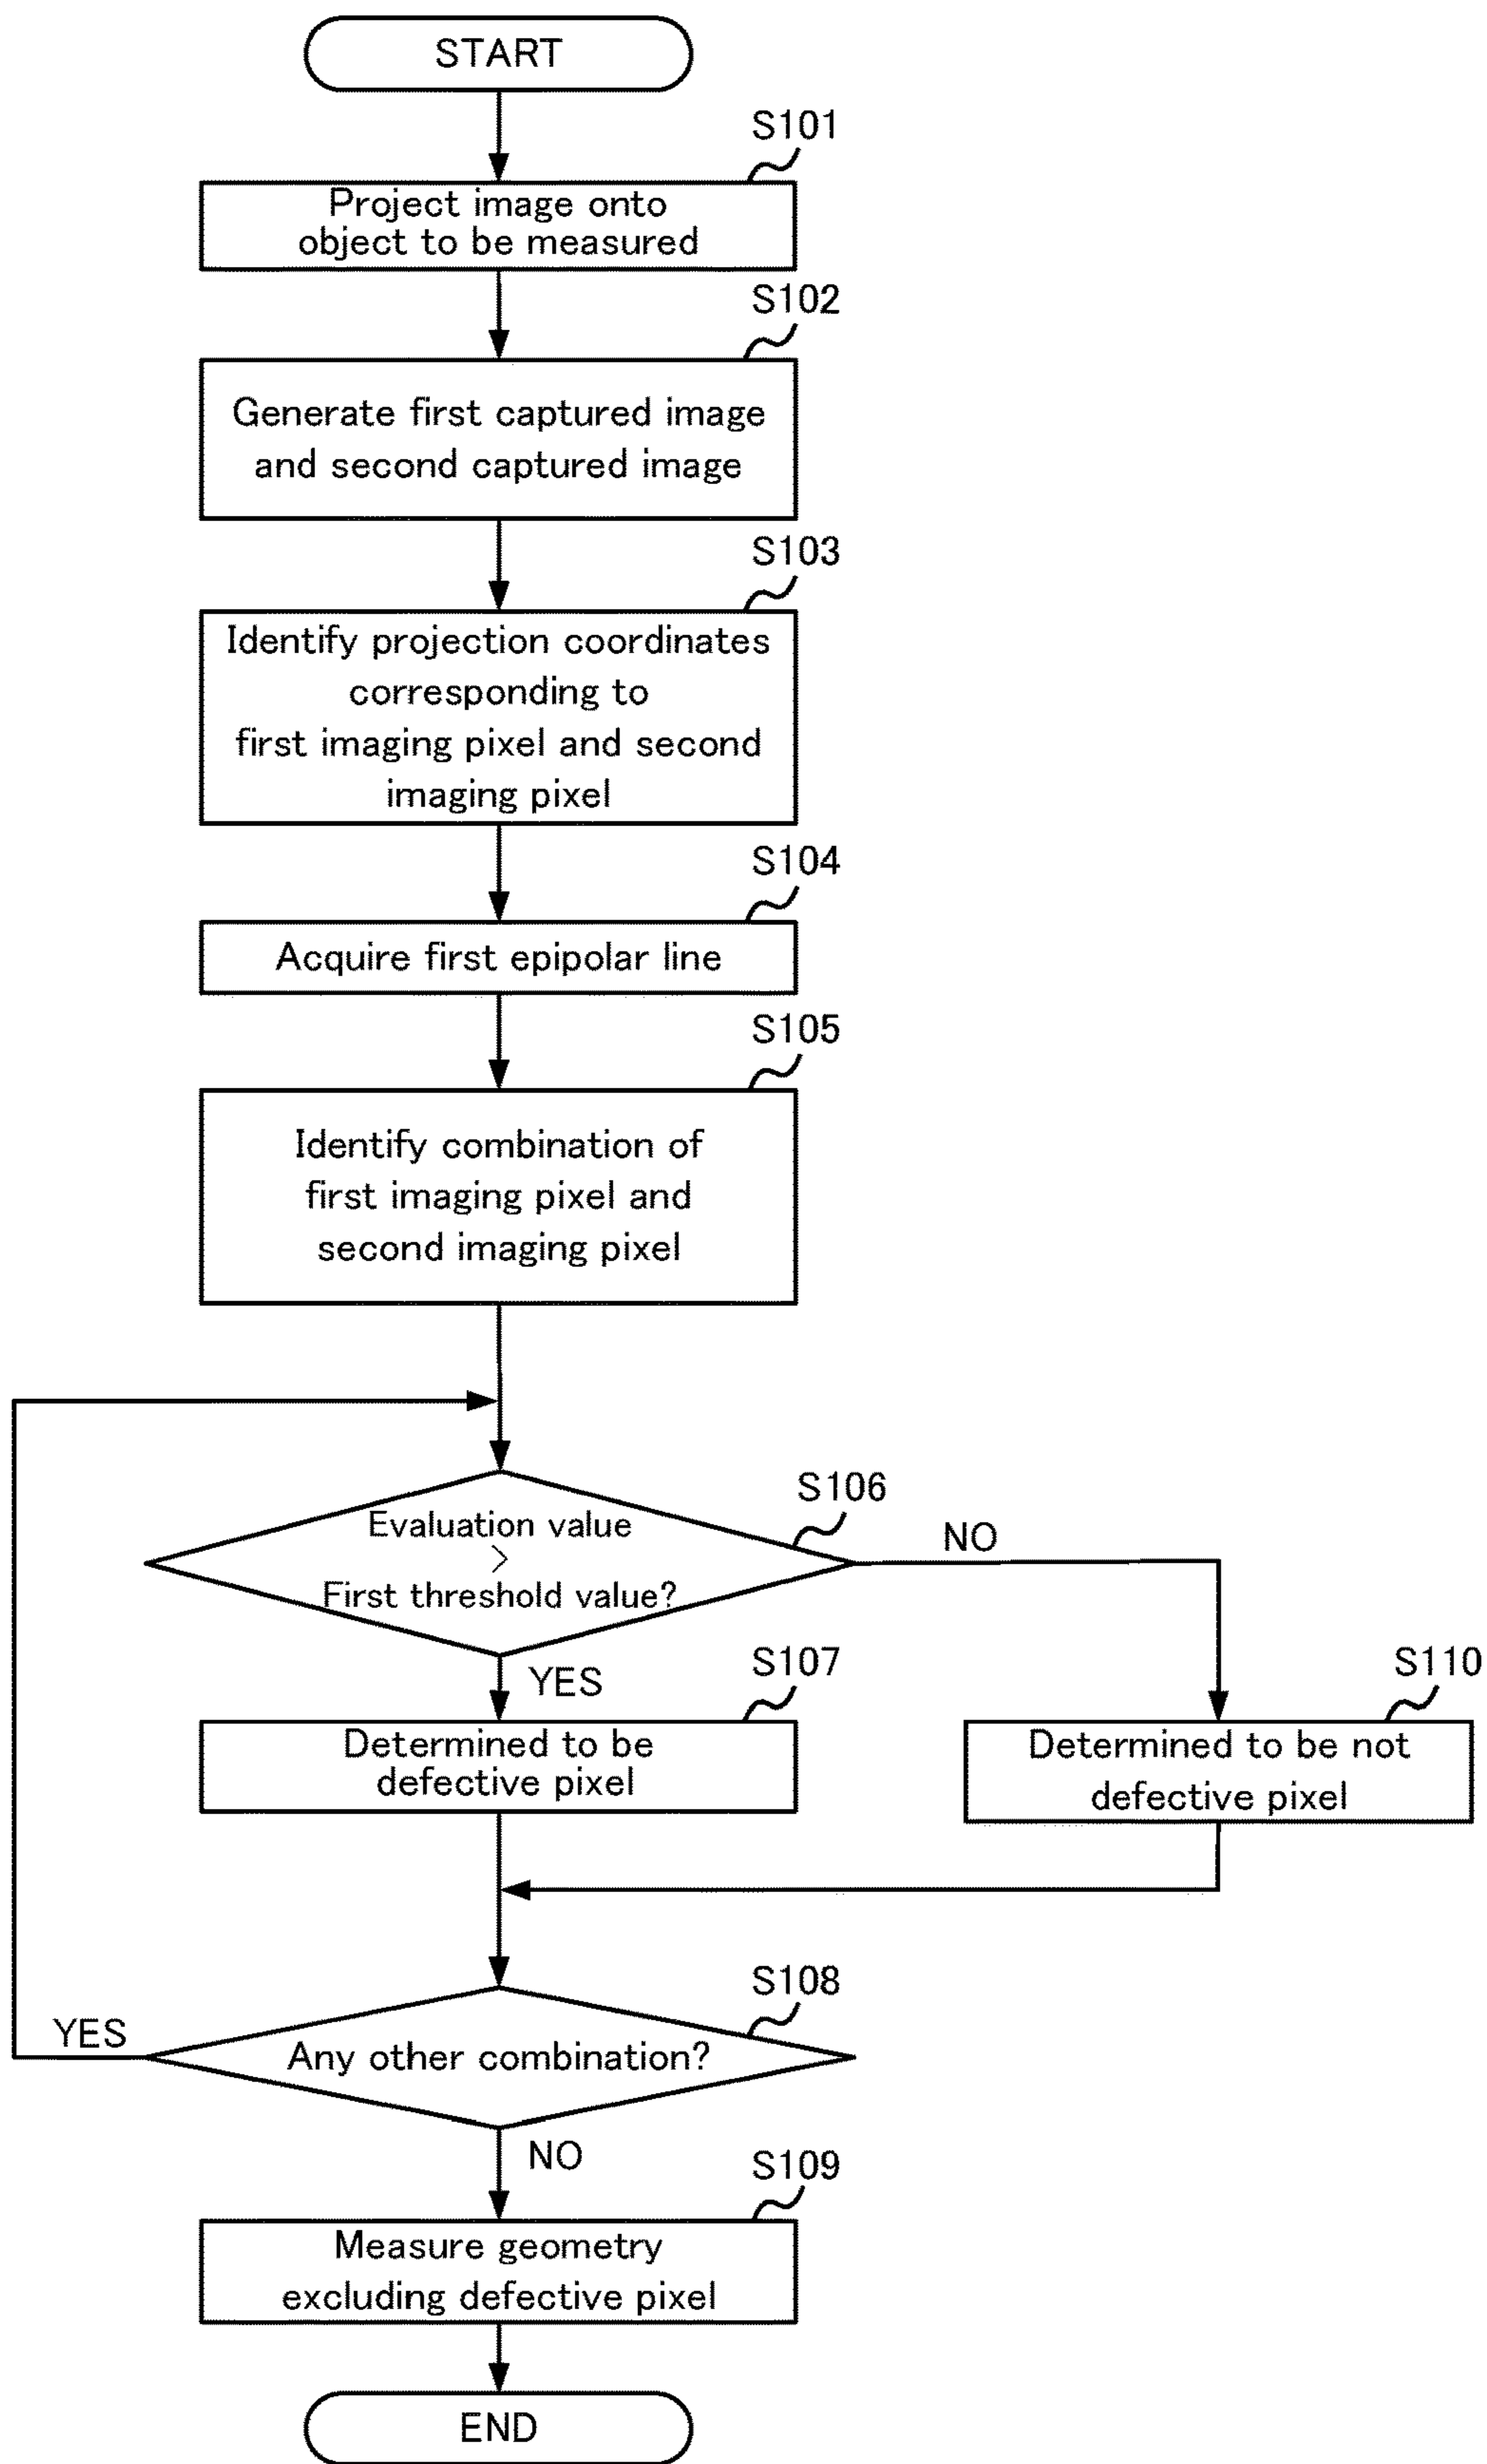 START
S101
Project image onto
object to be measured
S102
Generate first captured image
and second captured image
S103
Identify projection coordinates
corresponding to
first imaging pixel and second
imaging pixel
S104
Acquire first epipolar line
S105
Identify combination of
first imaging pixel and
second imaging pixel
S106
Evaluation value
>
First threshold value?
NO
YES
S107
Determined to be
defective pixel
S110
Determined to be not
defective pixel
S108
YES
Any other combination?
NO
S109
Measure geometry
excluding defective pixel
END